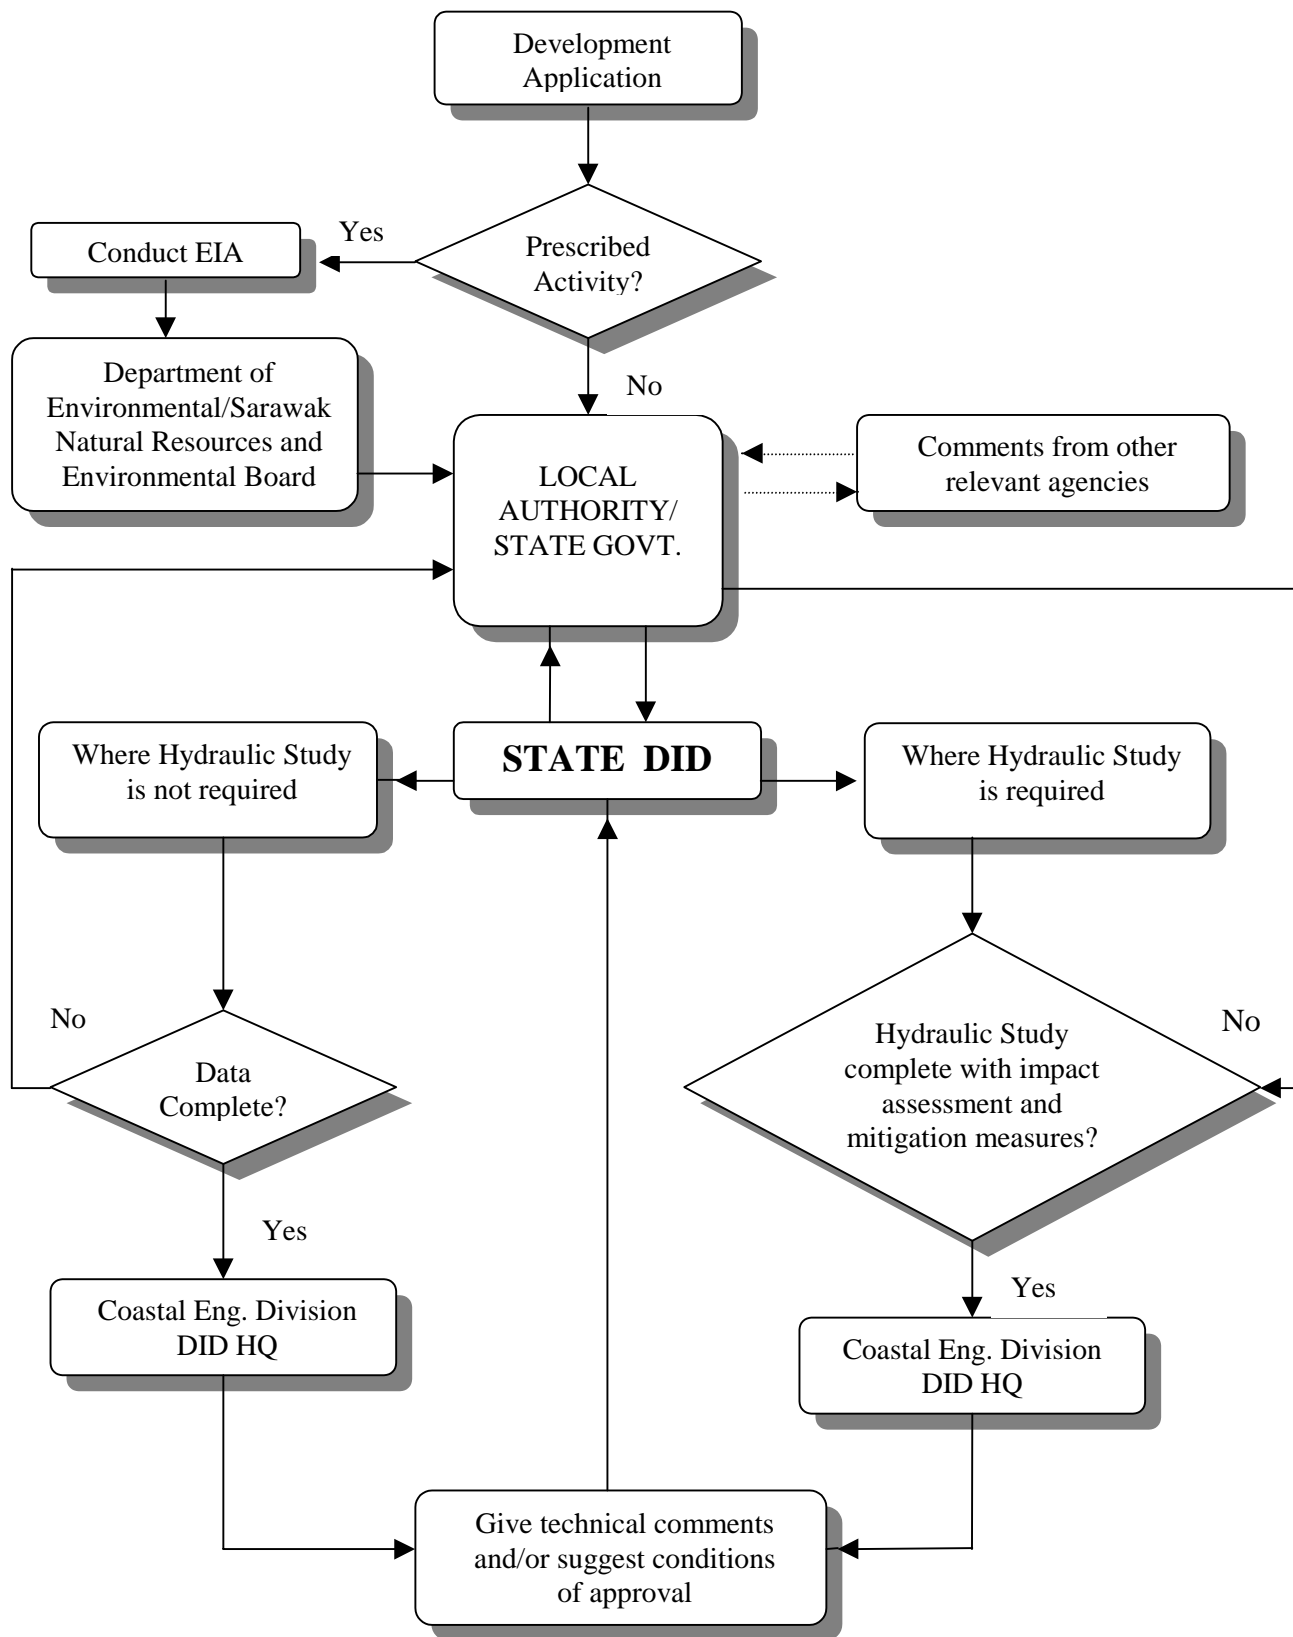 Development
Application
Yes
Conduct EIA
Prescribed
Activity?
No
Department of
Environmental/Sarawak
Natural Resources and
Environmental Board
LOCAL
AUTHORITY/
STATE GOVT.
Comments from other
relevant agencies
Where Hydraulic Study
is not required
STATE DID
Where Hydraulic Study
is required
No
Data
Complete?
Hydraulic Study
complete with impact
assessment and
mitigation measures?
No
Yes
Yes
Coastal Eng. Division
DID HQ
Coastal Eng. Division
DID HQ
Give technical comments
and/or suggest conditions
of approval